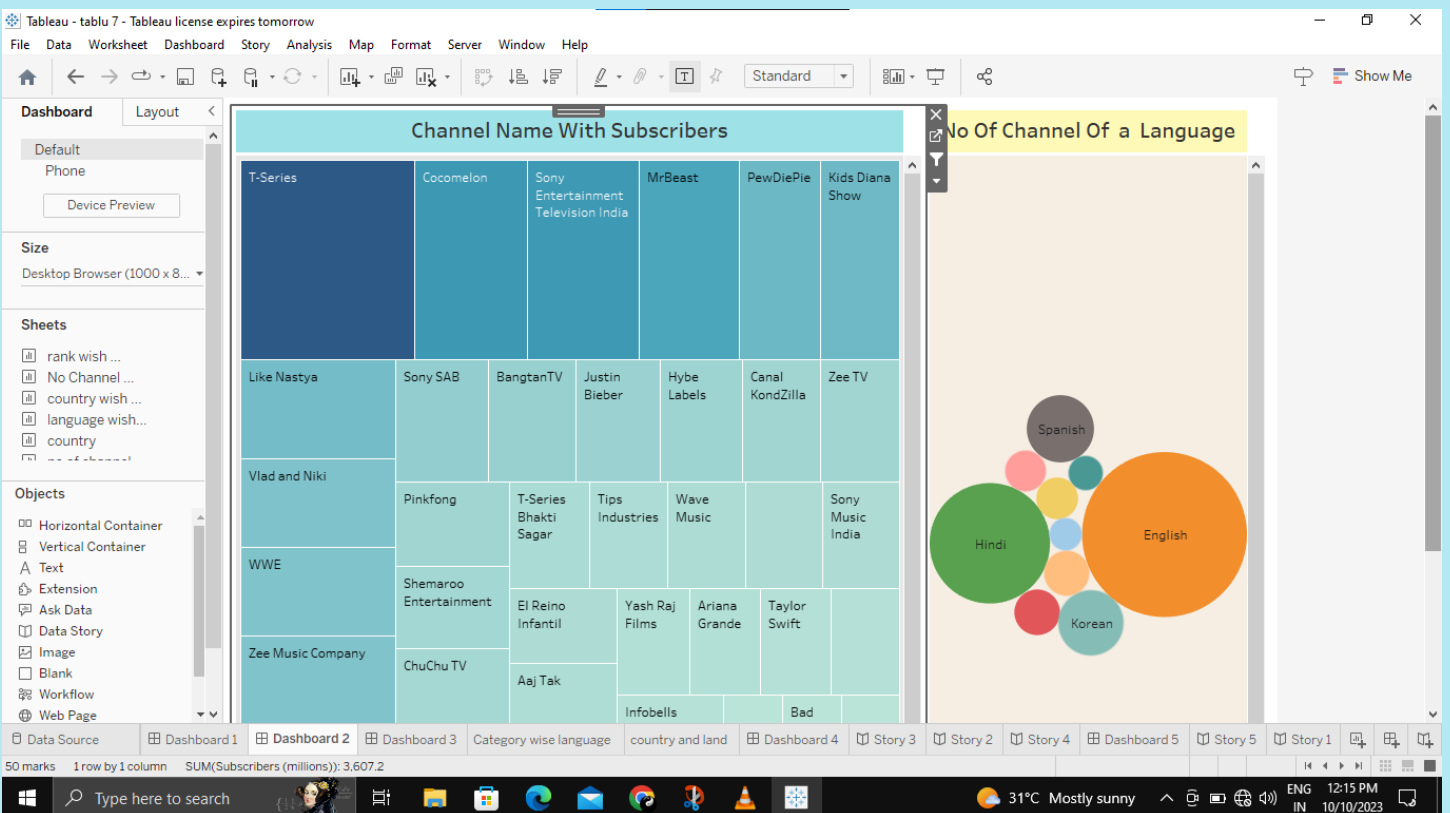 Tableau - tablu 7 - Tableau license expires tomorrow
File Data Worksheet Dashboard Story Analysis Map Format Server Window Help
Standard
Show Me
Dashboard
Layout
Default
Phone
Device Preview
Size
Desktop Browser (1000 x 8...
Sheets
rank wish ...
No Channel ...
country wish ...
language wish...
country
Objects
Horizontal Container
Vertical Container
Text
Extension
Ask Data
Data Story
Image
Blank
Workflow
Web Page
Channel Name With Subscribers
T-Series
Cocomelon
Sony
Entertainment
Television India
MrBeast
PewDiePie
Kids Diana
Show
Like Nastya
Sony SAB
BangtanTV
Justin
Bieber
Hybe
Labels
Canal
KondZilla
Zee TV
Vlad and Niki
Pinkfong
T-Series
Bhakti
Sagar
Tips
Industries
Wave
Music
Sony
Music
India
WWE
Shemaroo
Entertainment
El Reino
Infantil
Yash Raj
Films
Ariana
Grande
Taylor
Swift
Zee Music Company
ChuChu TV
Aaj Tak
Infobells
Bad
No Of Channel Of a Language
Spanish
Hindi
English
Korean
Data Source
Dashboard 1
Dashboard 2
Dashboard 3
Category wise language
country and land
Dashboard 4
Story 3
Story 2
Story 4
Dashboard 5
Story 5
Story 1
50 marks 1 row by 1 column SUM(Subscribers (millions)): 3,607.2
Type here to search
31°C Mostly sunny
ENG
IN
12:15 PM
10/10/2023